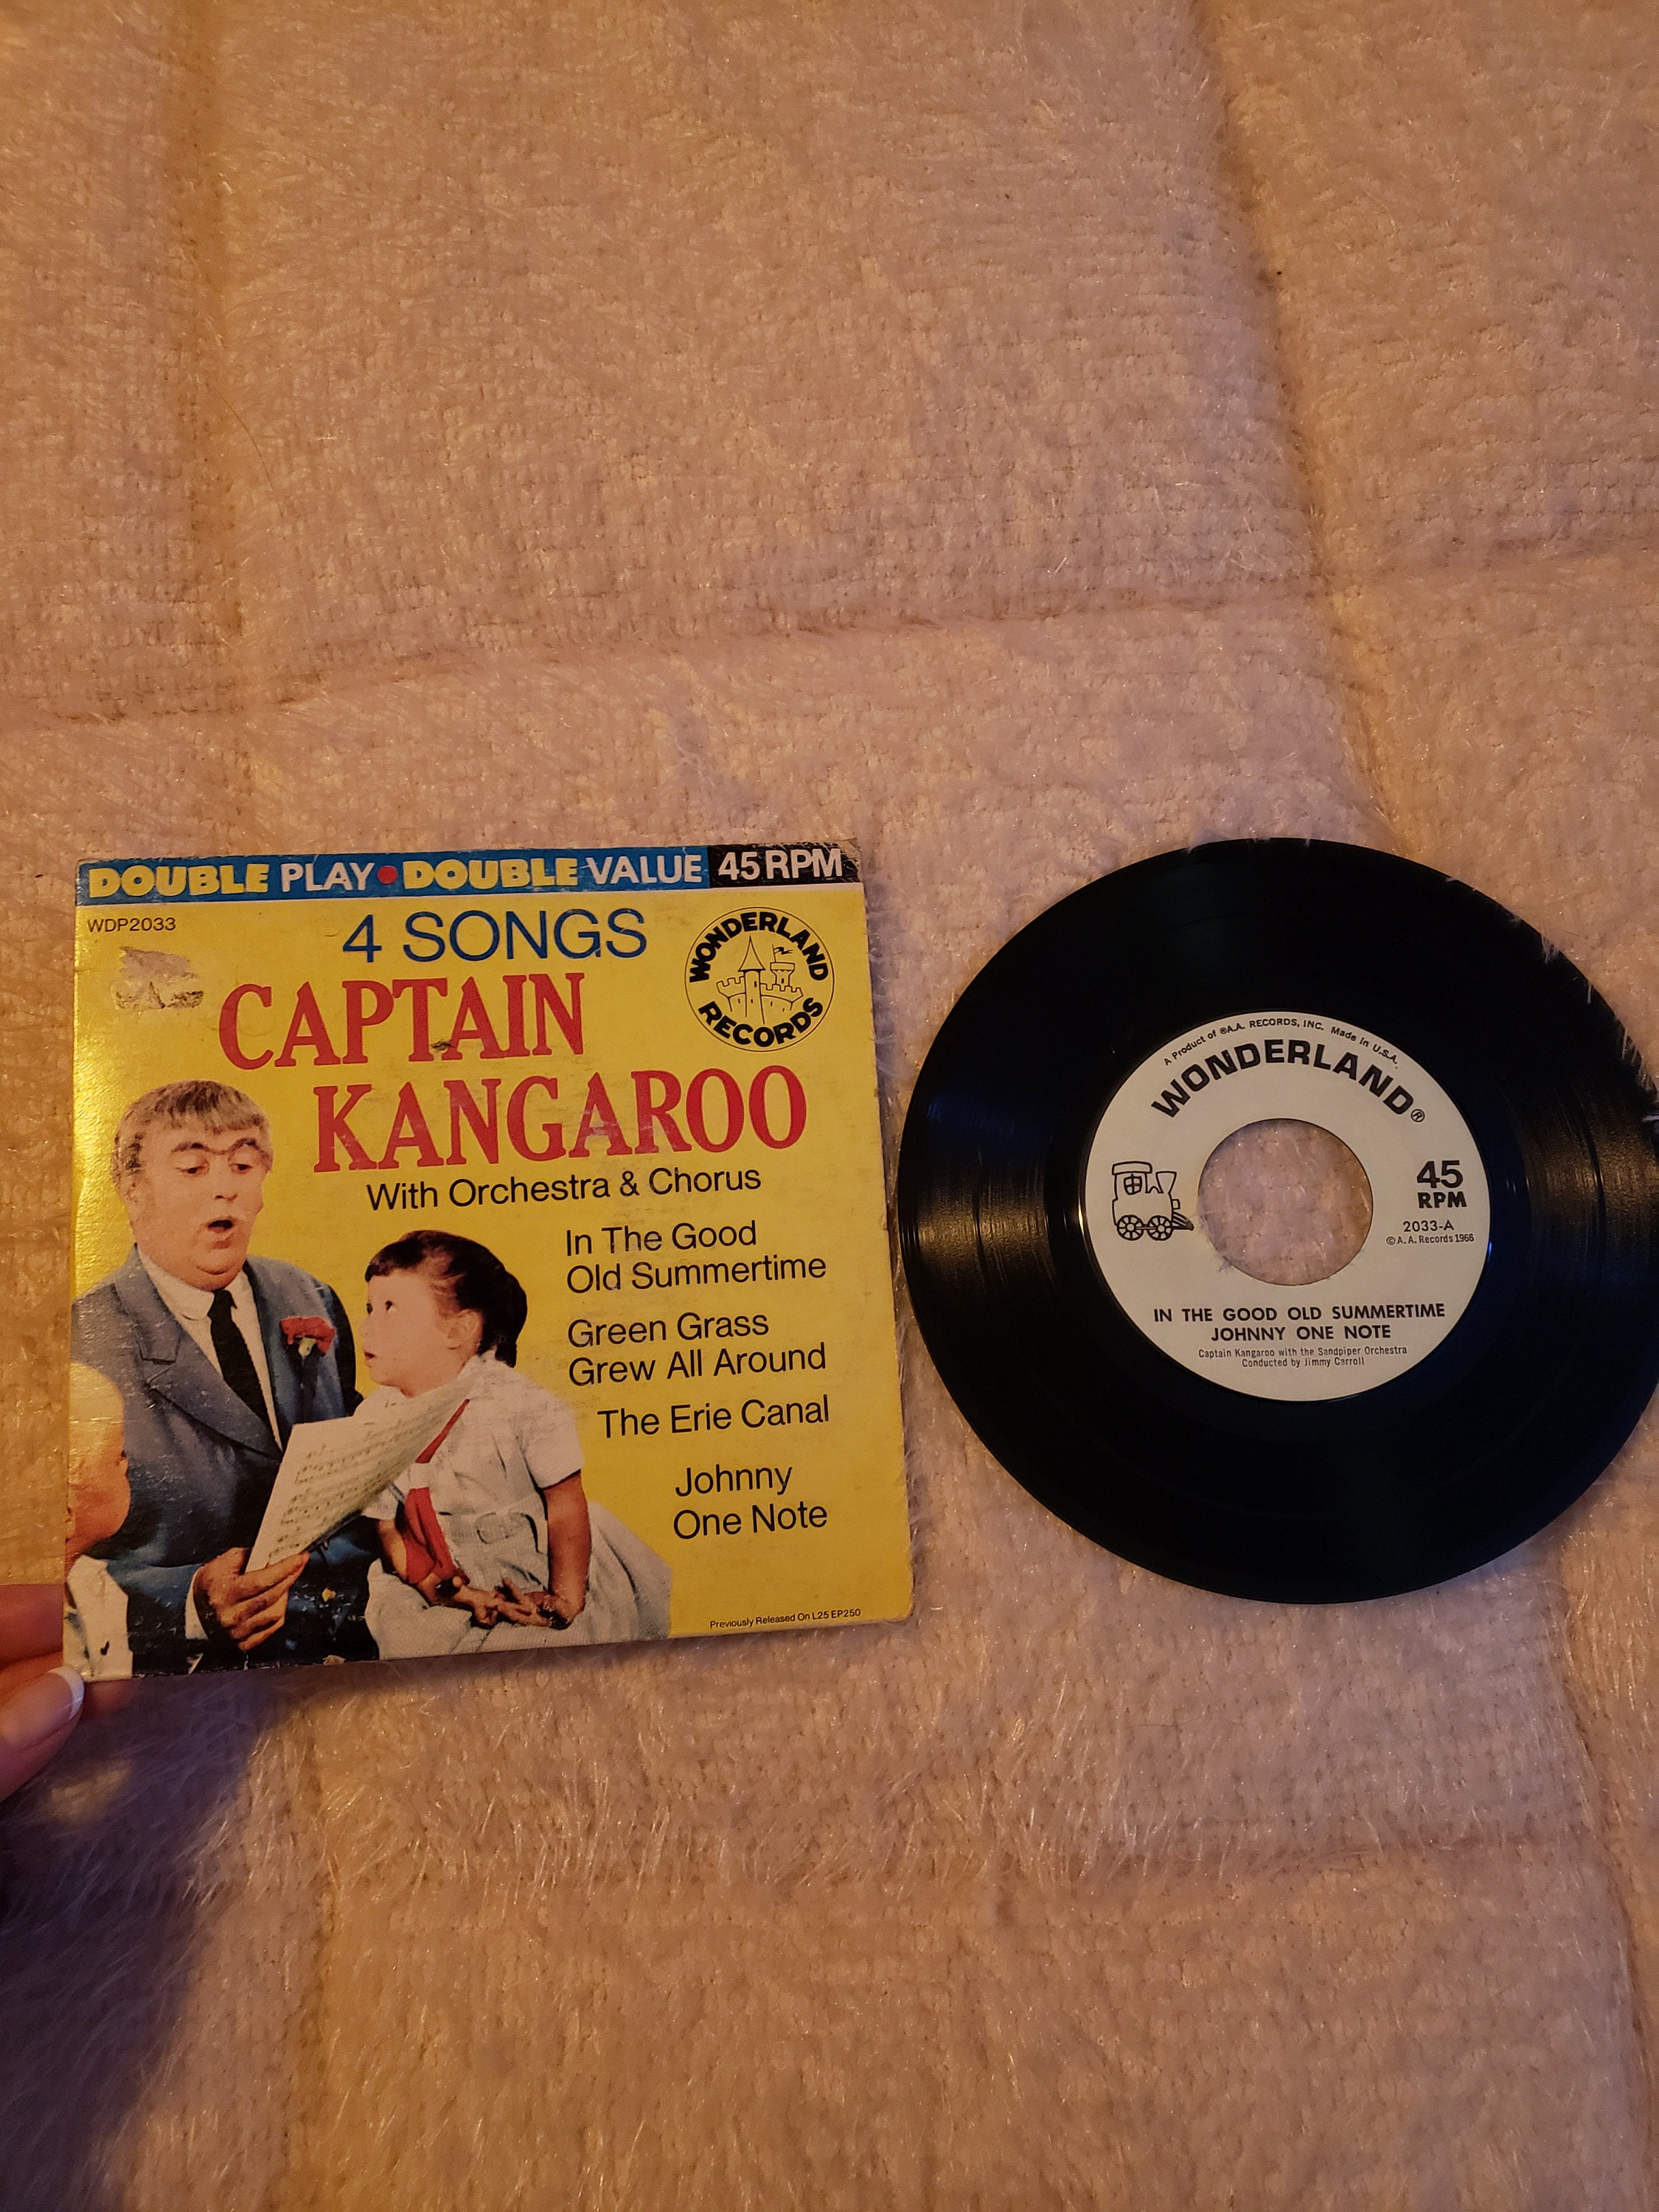 DOUBLE PLAY • DOUBLE VALUE 45 RPM
WDP2033
4 SONGS
WONDERLAND
RECORDS
CAPTAIN
KANGAROO
With Orchestra & Chorus
In The Good
Old Summertime
Green Grass
Grew All Around
The Erie Canal
Johnny
One Note
Previously Released On L25 EP250
A Product of ®A.A. RECORDS, INC. Made in U.S.A.
WONDERLAND®
45
RPM
2033-A
© A. A. Records 1966
IN THE GOOD OLD SUMMERTIME
JOHNNY ONE NOTE
Captain Kangaroo with the Sandpiper Orchestra
Conducted by Jimmy Carroll